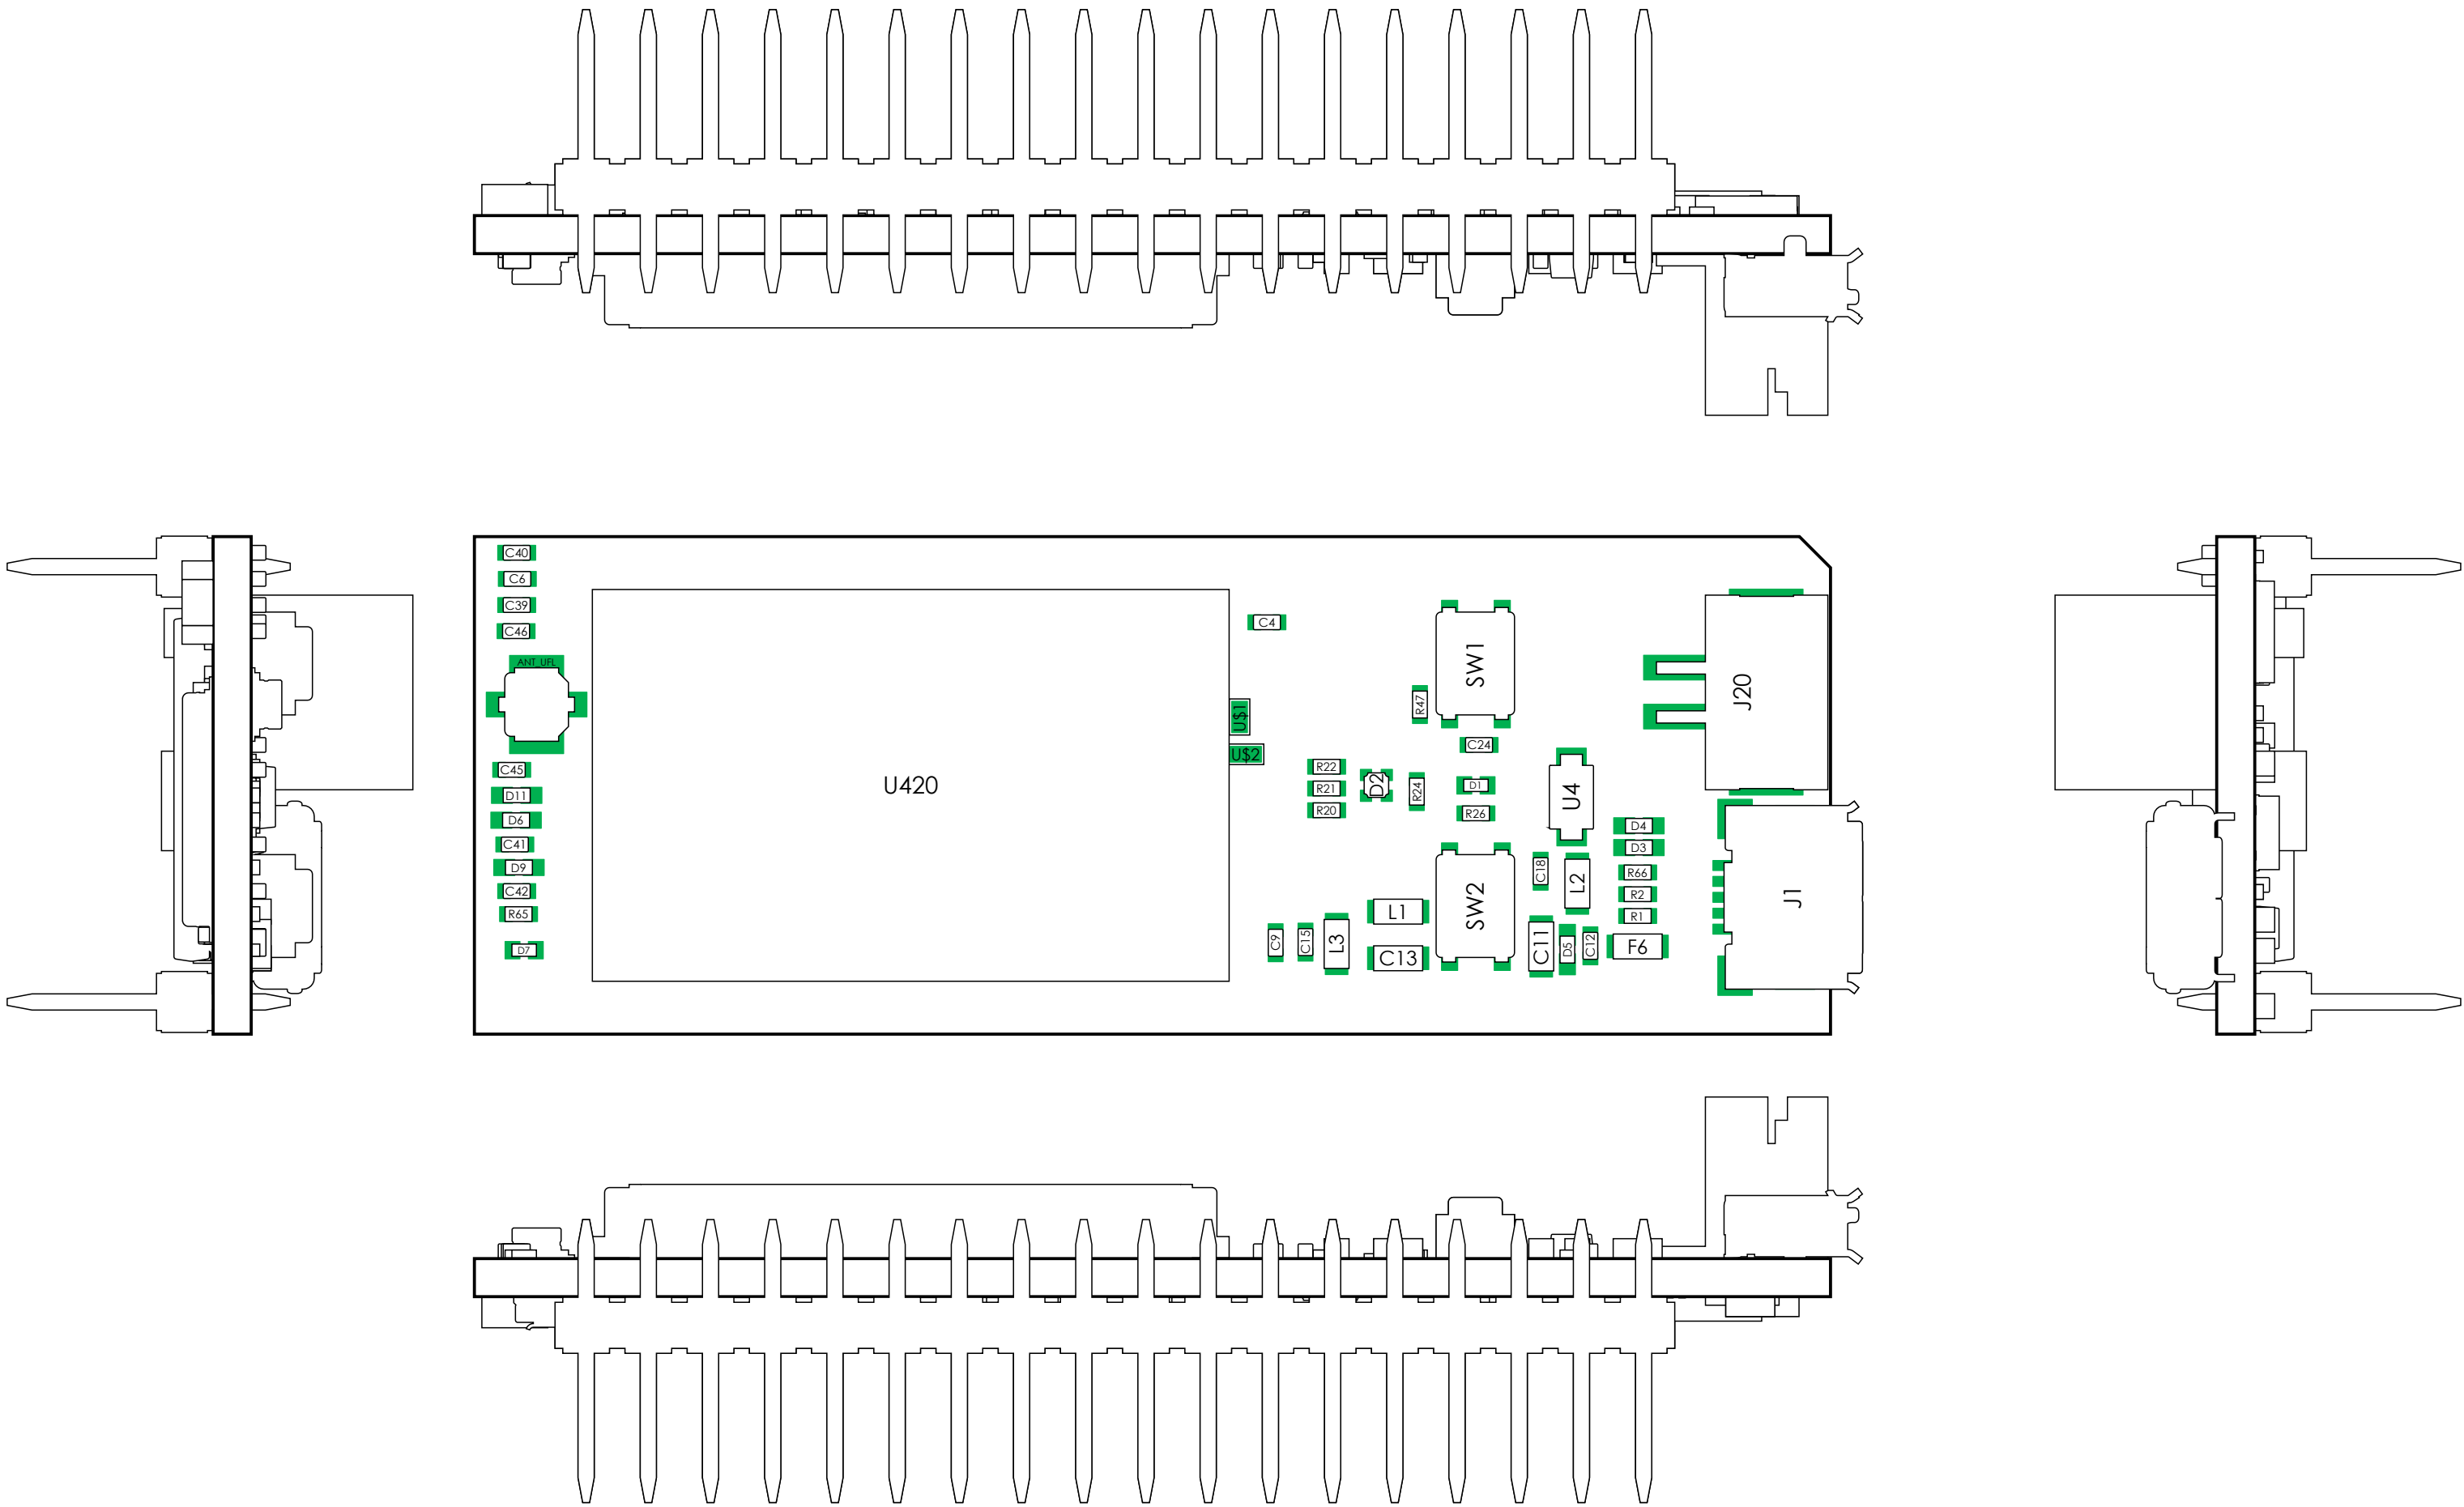 C40
C6
C39
C46
C4
ANT_UFL
SW1
J20
R47
U$1
C24
U$2
U420
C45
R22
D2
D1
R21
R24
U4
D11
R20
R26
D6
D4
C41
D3
D9
C18
L2
R66
C42
R2
J1
R65
L1
SW2
R1
D7
C9
C15
L3
C13
C11
D5
C12
F6